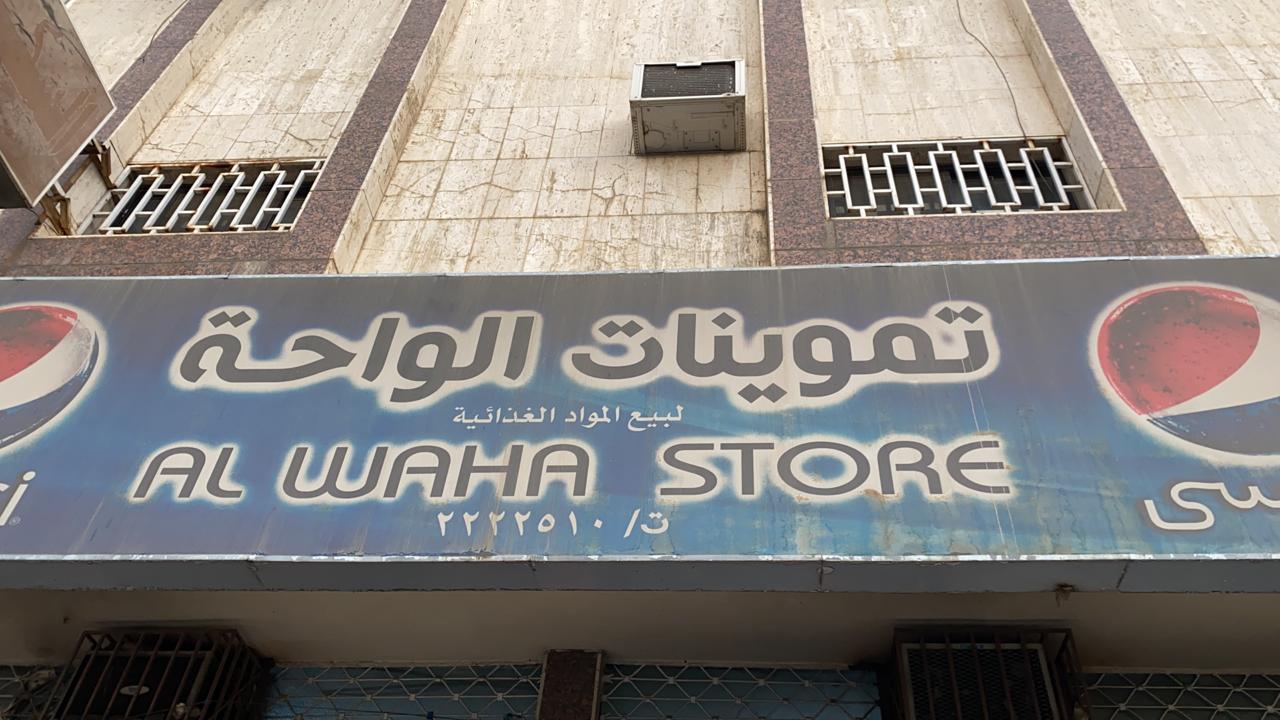 تموينات الواحة
لبيع المواد الغذائية
AL WAHA STORE
ت/ ٢٢٢٢٥١٠